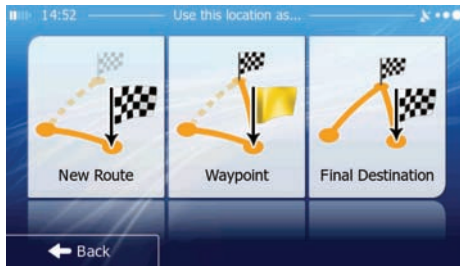 14:52 Use this location as...
New Route Waypoint Final Destination
Back